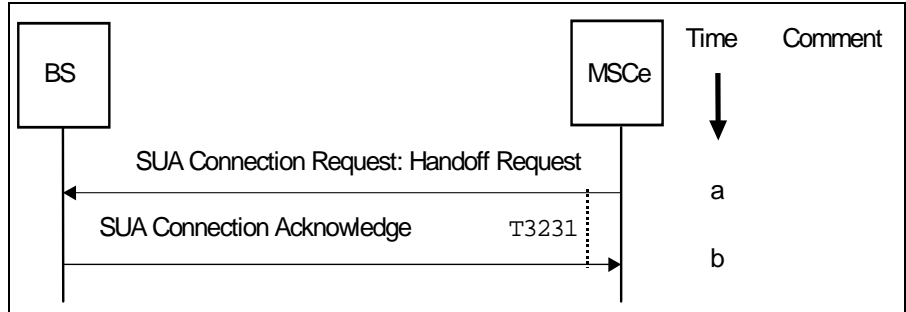 Time Comment
BS
MSCe
SUA Connection Request: Handoff Request
a
SUA Connection Acknowledge
T3231
b